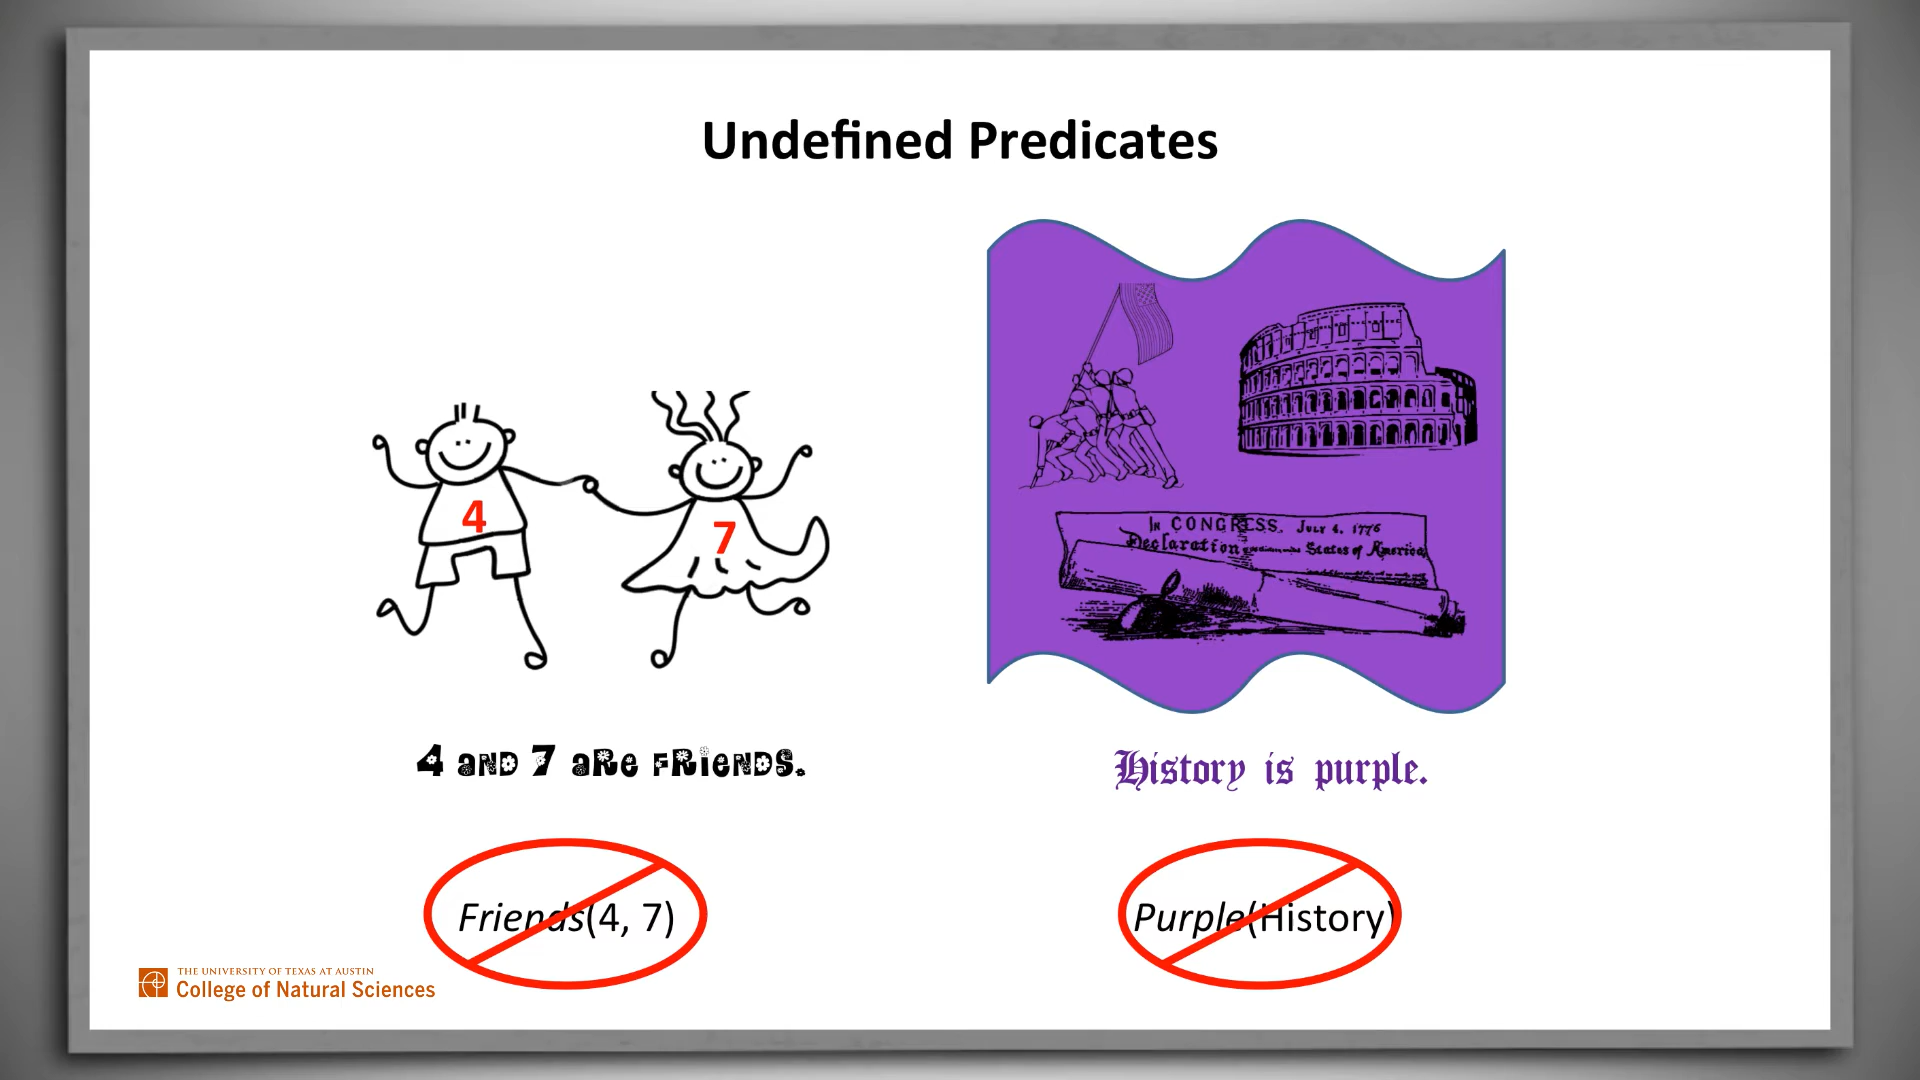 Undefined Predicates
4
7
IN CONGRESS. JULY 4, 1776
Declaration States of America
4 AND 7 ARE FRIENDS.
History is purple.
Friends(4, 7)
Purple(History)
THE UNIVERSITY OF TEXAS AT AUSTIN
College of Natural Sciences